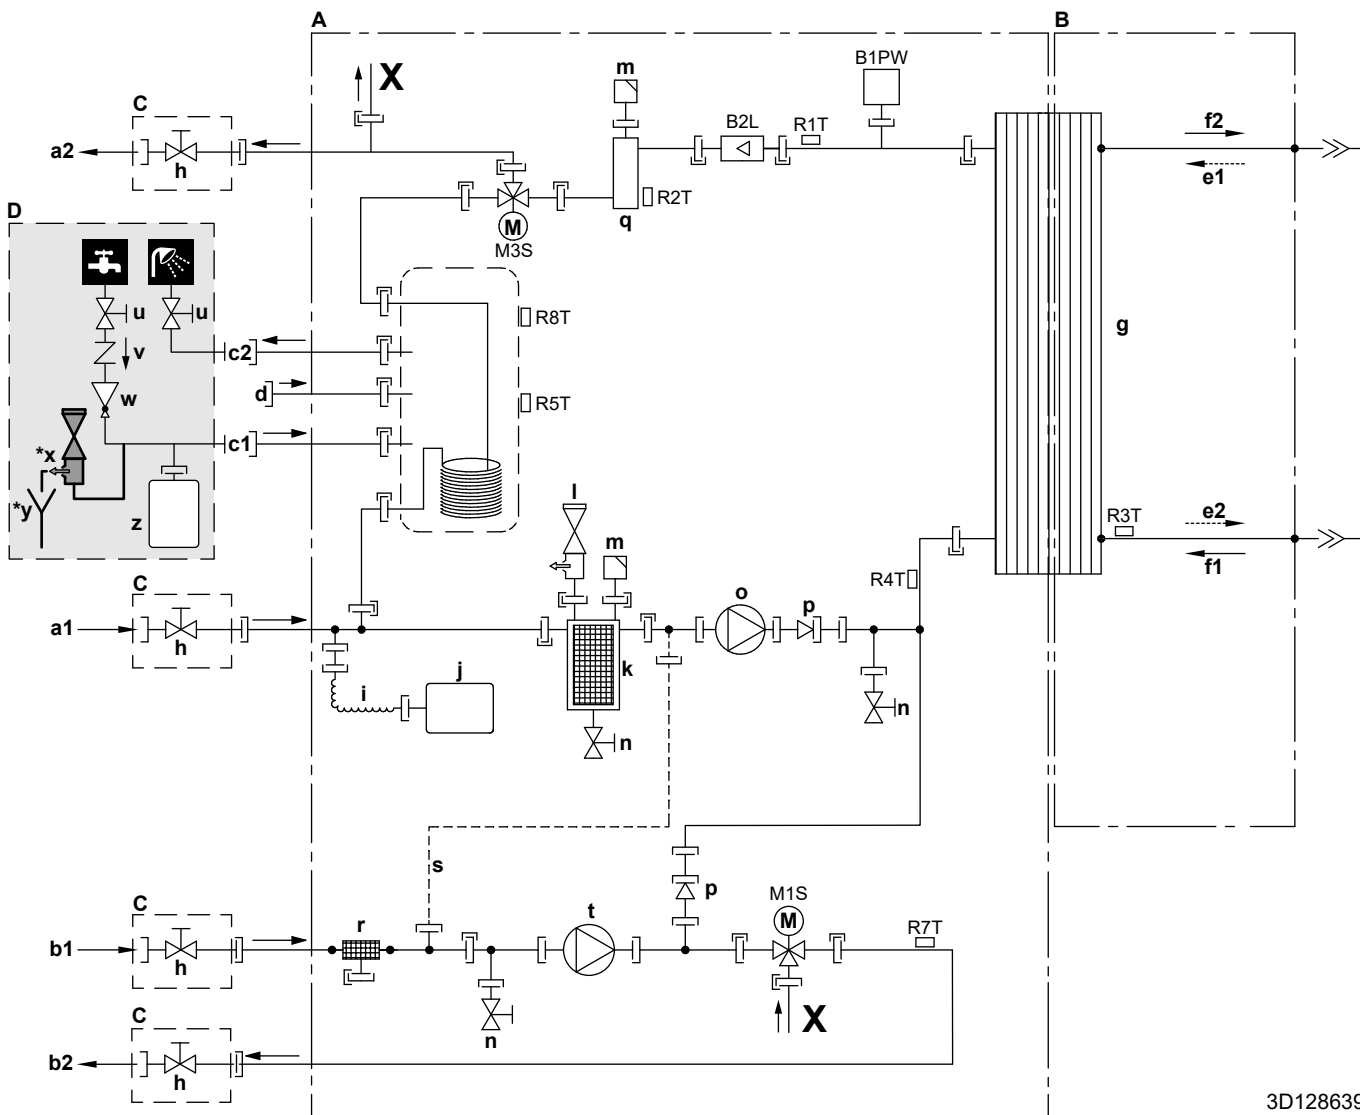 A B
X m B1PW
C B2L R1T f2
a2 h e1
D q R2T
M
M3S
u u R8T g
v c2
d
w R5T
*x c1
*y z l R3T e2
C m R4T f1
a1 h o p
i j k n
n
s
p M1S
C r t M R7T
b1 h
C n X
b2 h
3D128639